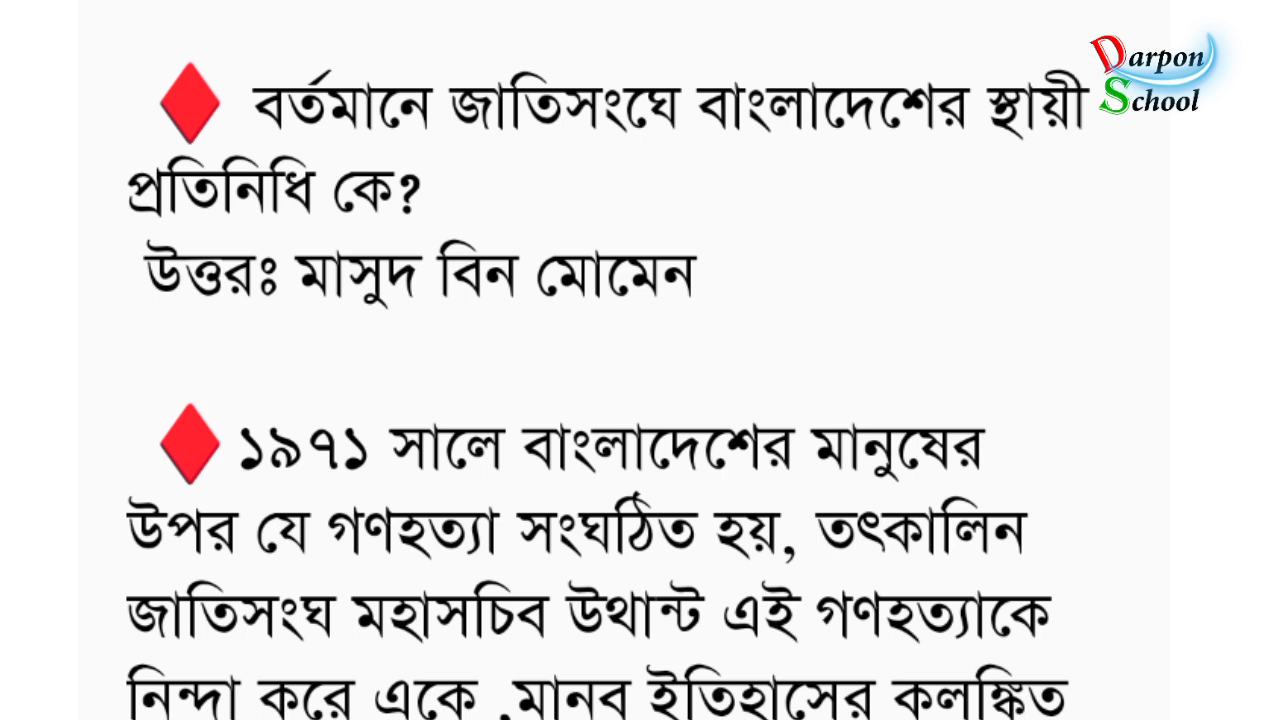 Darpon
School
বর্তমানে জাতিসংঘে বাংলাদেশের স্থায়ী
প্রতিনিধি কে?
উত্তরঃ মাসুদ বিন মোমেন
১৯৭১ সালে বাংলাদেশের মানুষের
উপর যে গণহত্যা সংঘঠিত হয়, তৎকালিন
জাতিসংঘ মহাসচিব উথান্ট এই গণহত্যাকে
নিন্দা করে একে ,মানব ইতিহাসের কলঙ্কিত